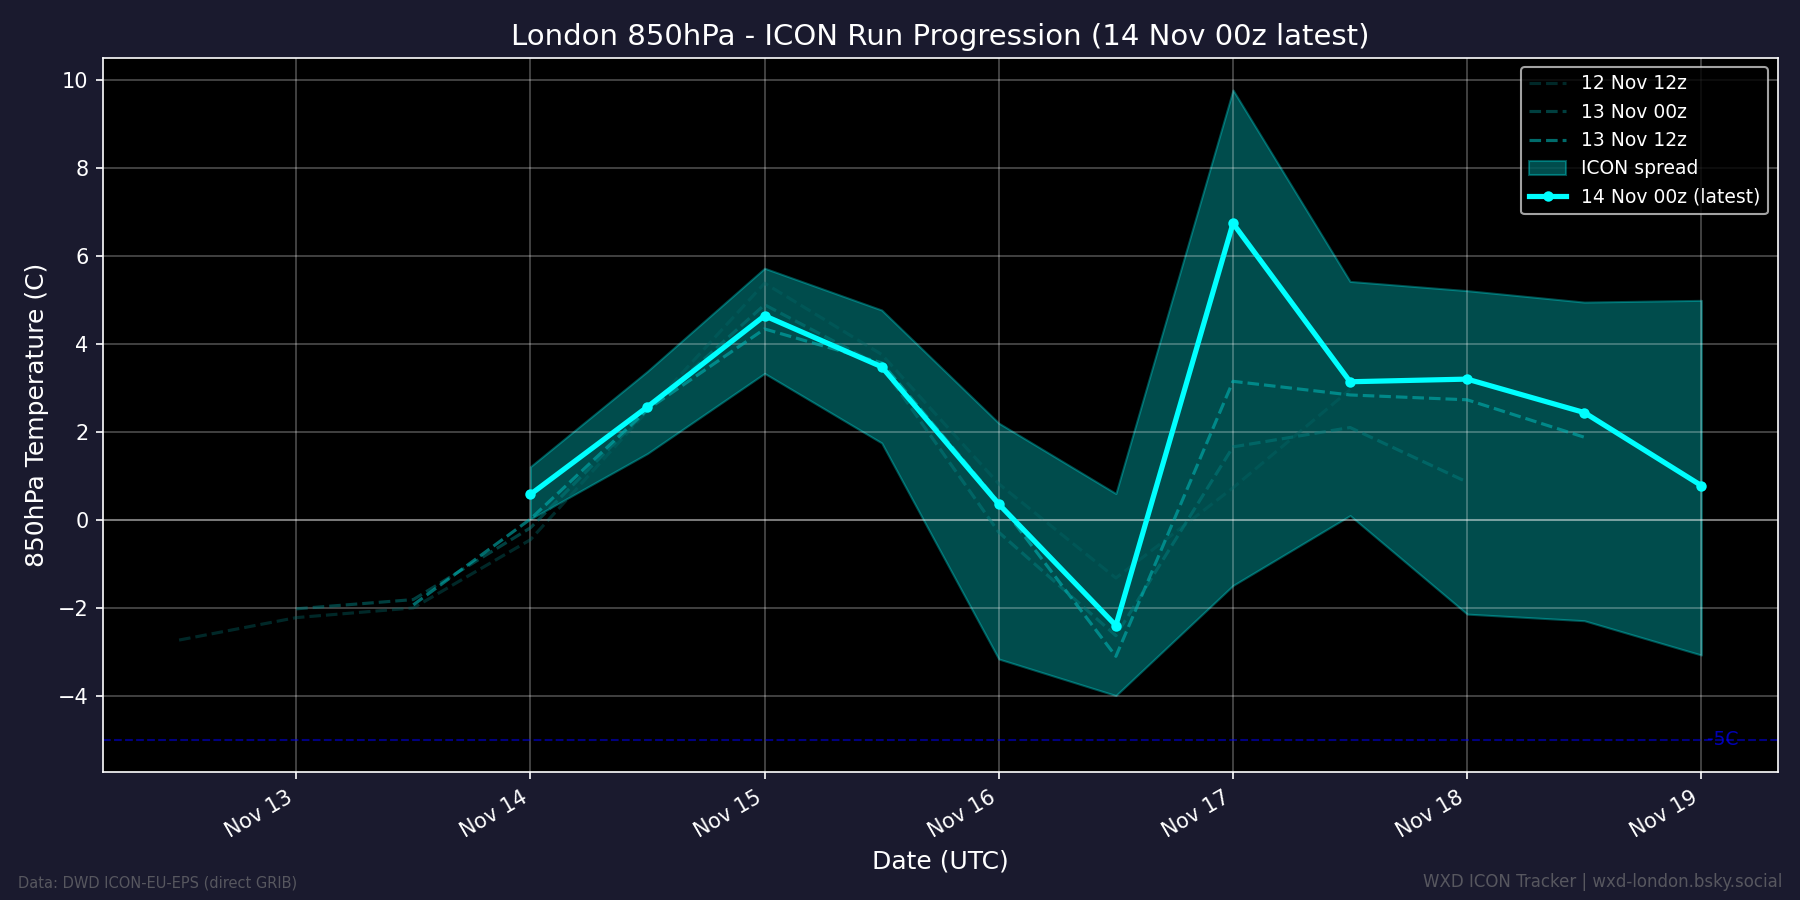 London 850hPa - ICON Run Progression (14 Nov 00z latest)
12 Nov 12z
13 Nov 00z
13 Nov 12z
ICON spread
14 Nov 00z (latest)
850hPa Temperature (C)
10
8
6
4
2
0
−2
−4
-5C
Nov 13
Nov 14
Nov 15
Nov 16
Nov 17
Nov 18
Nov 19
Date (UTC)
Data: DWD ICON-EU-EPS (direct GRIB)
WXD ICON Tracker | wxd-london.bsky.social